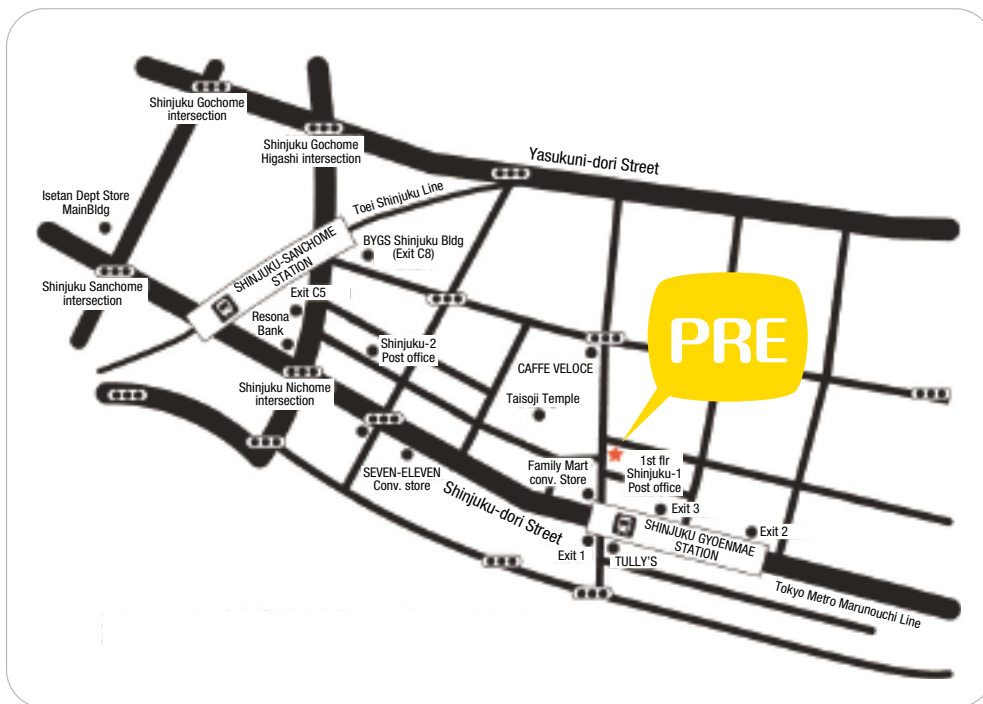 Shinjuku Gochome
intersection
Shinjuku Gochome
Higashi intersection
Yasukuni-dori Street
Isetan Dept Store
MainBldg
Toei Shinjuku Line
BYGS Shinjuku Bldg
(Exit C8)
SHINJUKU-SANCHOME
STATION
Shinjuku Sanchome
intersection
Exit C5
Resona
Bank
Shinjuku-2
Post office
PRE
CAFFE VELOCE
Shinjuku Nichome
intersection
Taisoji Temple
SEVEN-ELEVEN
Conv. store
Family Mart
conv. Store
1st flr
Shinjuku-1
Post office
Shinjuku-dori Street
Exit 3
SHINJUKU GYOENMAE
STATION
Exit 2
Exit 1
TULLY'S
Tokyo Metro Marunouchi Line